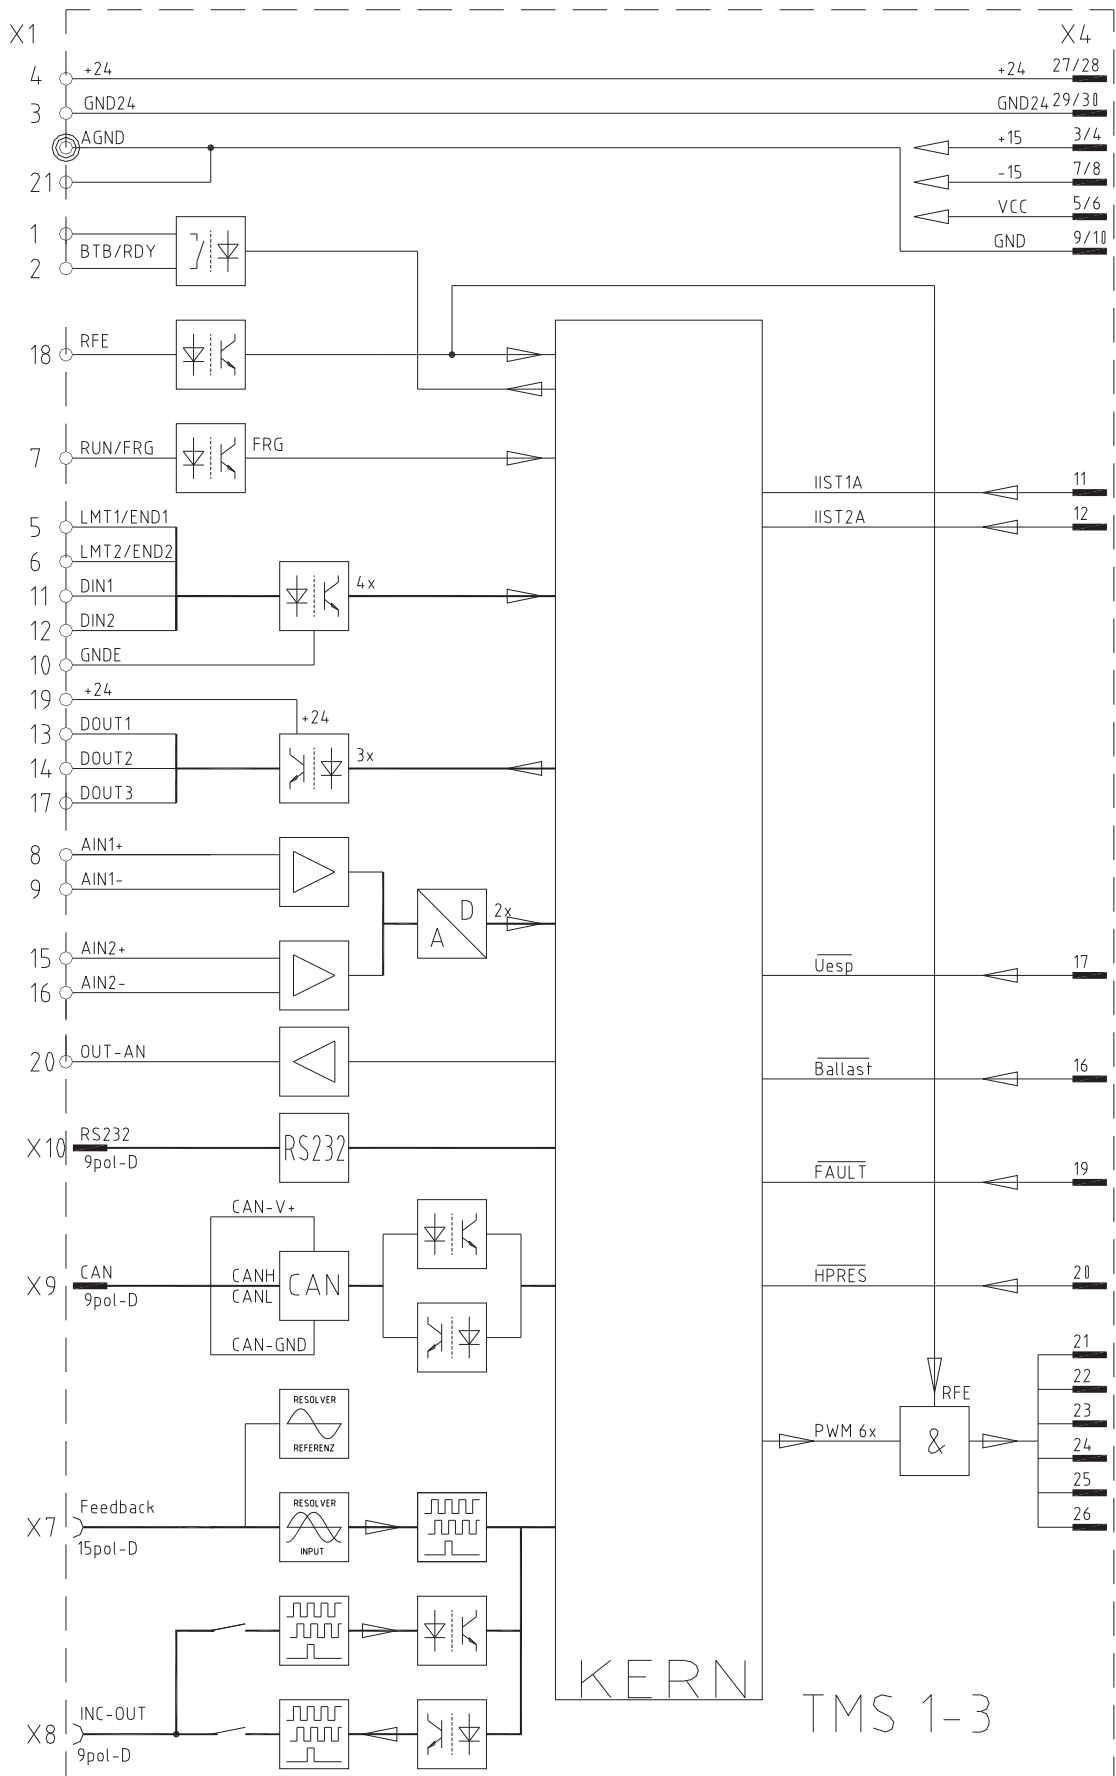 X1 X4
4 +24 +24 27/28
3 GND24 GND24 29/30
AGND +15 3/4
21 -15 7/8
VCC 5/6
1
BTB/RDY GND 9/10
2
18 RFE
7 RUN/FRG FRG
IIST1A 11
5 LMT1/END1 IIST2A 12
6 LMT2/END2
11 DIN1 4x
12 DIN2
10 GNDE
19 +24
+24
13 DOUT1
14 DOUT2 3x
17 DOUT3
8 AIN1+
9 AIN1-
D 2x
A
15 AIN2+ Uesp 17
16 AIN2-
20 OUT-AN Ballast 16
X10 RS232 RS232
9pol-D
FAULT 19
CAN-V+
X9 CAN CANH CAN HPRES 20
9pol-D CANL
CAN-GND
21
22
RFE
RESOLVER
23
REFERENZ
PWM 6x & 24
25
X7 Feedback RESOLVER 26
15pol-D INPUT
KERN
TMS 1-3
X8 INC-OUT
9pol-D